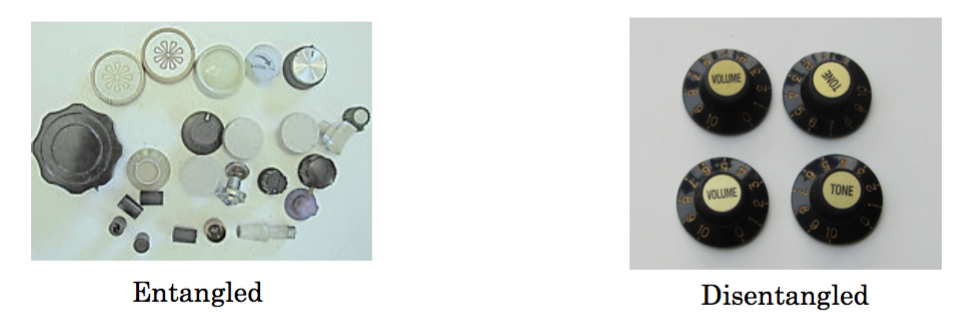 VOLUME
TONE
VOLUME
TONE
Entangled
Disentangled